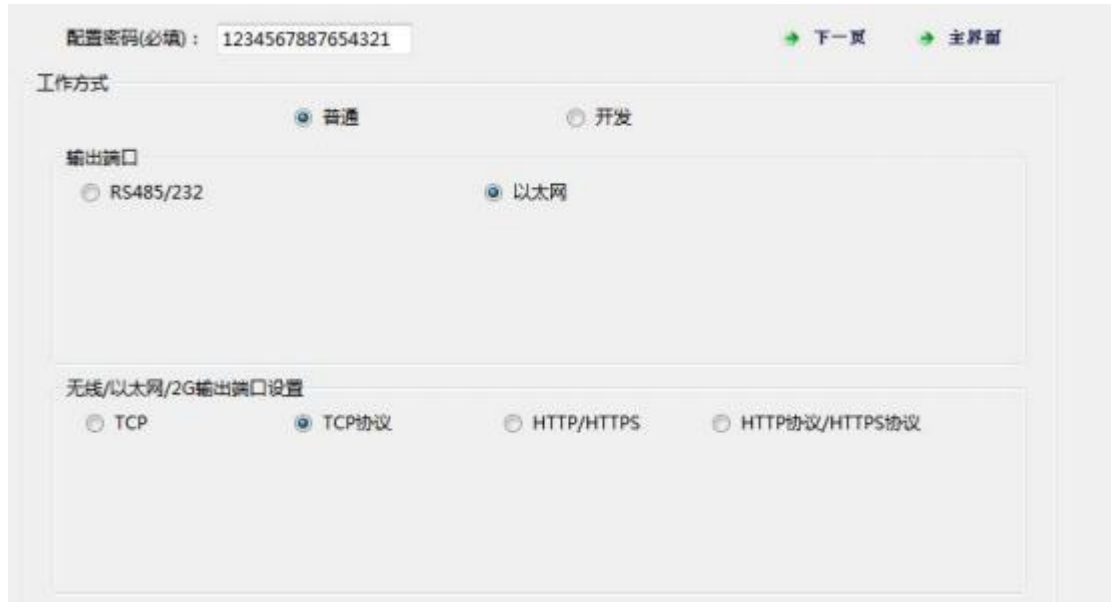 配置密码(必填)： 1234567887654321 下一页 主界面
工作方式
普通 开发
输出端口
RS485/232 以太网
无线/以太网/2G输出端口设置
TCP TCP协议 HTTP/HTTPS HTTP协议/HTTPS协议